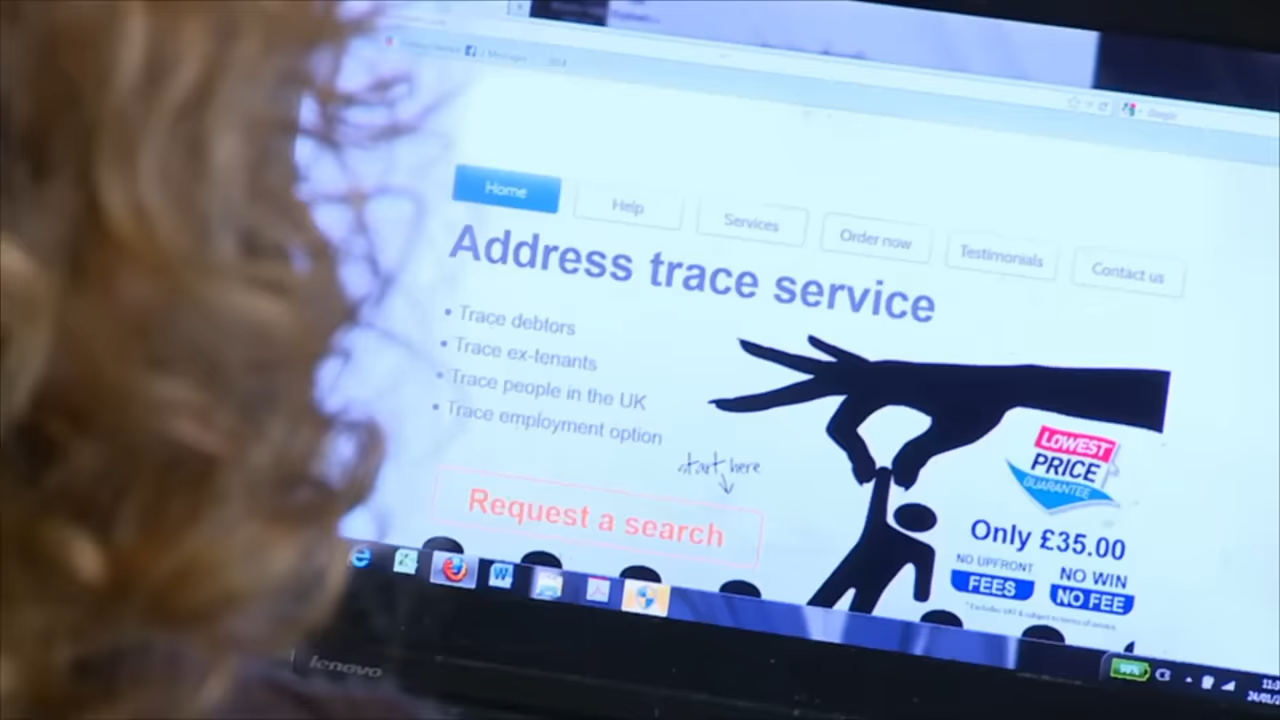 Google
Home
Help
Services
Order now
Testimonials
Contact us
Address trace service
• Trace debtors
• Trace ex-tenants
• Trace people in the UK
• Trace employment option
start here
Request a search
LOWEST
PRICE
GUARANTEE
Only £35.00
NO UPFRONT
FEES
NO WIN
NO FEE
98%
lenovo